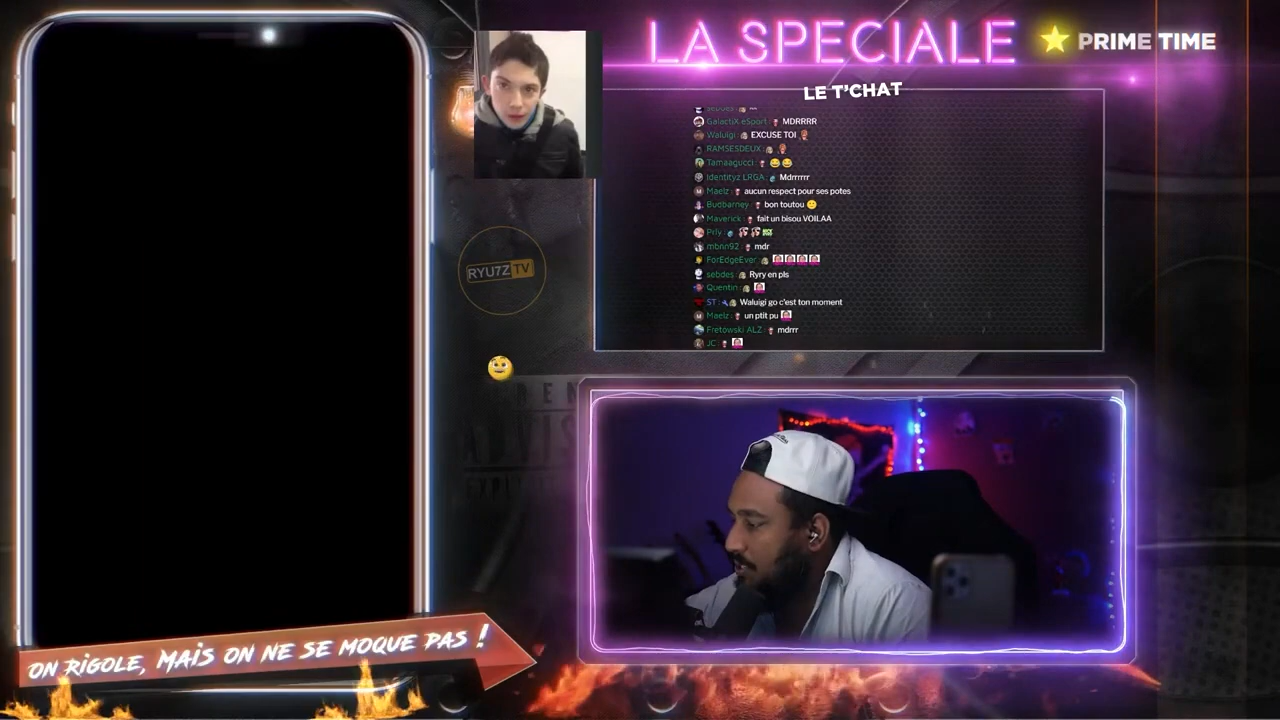 LA SPECIALE
PRIME TIME
LE T'CHAT
sebdes
GalactiX eSport MDRRRR
Waluigi EXCUSE TOI
RAMSESDEUX
Tamaagucci
Identityz LRGA Mdrrrrrr
Maelz aucun respect pour ses potes
Budbarney bon toutou
Maverick fait un bisou VOILAA
Prly
mbnn92 mdr
ForEdgeEver
sebdes Ryry en pls
Quentin
ST Waluigi go c'est ton moment
Maelz un ptit pu
Fretowski ALZ mdrrr
JC
RYU7Z TV
ON RIGOLE, MAIS ON NE SE MOQUE PAS !